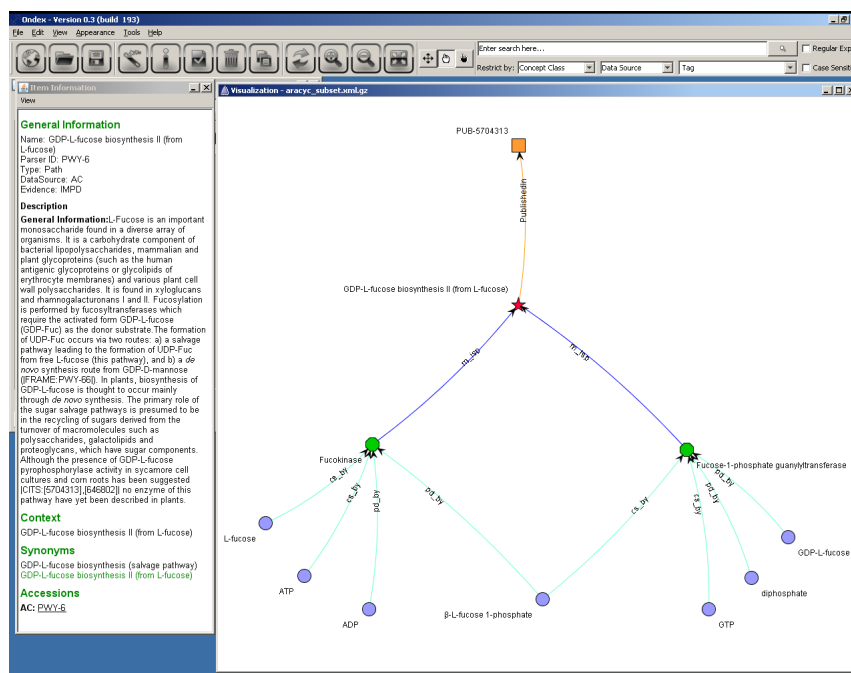 Ondex - Version 0.3 (build 193)
File Edit View Appearance Tools Help
Enter search here...
Regular Exp
Restrict by: Concept Class Data Source Tag
Case Sensiti
Item Information
View
General Information
Name: GDP-L-fucose biosynthesis II (from
L-fucose)
Parser ID: PWY-6
Type: Path
DataSource: AC
Evidence: IMPD
Description
General Information:L-Fucose is an important
monosaccharide found in a diverse array of
organisms. It is a carbohydrate component of
bacterial lipopolysaccharides, mammalian and
plant glycoproteins (such as the human
antigenic glycoproteins or glycolipids of
erythrocyte membranes) and various plant cell
wall polysaccharides. It is found in xyloglucans
and rhamnogalacturonans I and II. Fucosylation
is performed by fucosyltransferases which
require the activated form GDP-L-fucose
(GDP-Fuc) as the donor substrate.The formation
of UDP-Fuc occurs via two routes: a) a salvage
pathway leading to the formation of UDP-Fuc
from free L-fucose (this pathway), and b) a de
novo synthesis route from GDP-D-mannose
(|FRAME:PWY-66|). In plants, biosynthesis of
GDP-L-fucose is thought to occur mainly
through de novo synthesis. The primary role of
the sugar salvage pathways is presumed to be
in the recycling of sugars derived from the
turnover of macromolecules such as
polysaccharides, galactolipids and
proteoglycans, which have sugar components.
Although the presence of GDP-L-fucose
pyrophosphorylase activity in sycamore cell
cultures and corn roots has been suggested
|CITS:[5704313],[646802]| no enzyme of this
pathway have yet been described in plants.
Context
GDP-L-fucose biosynthesis II (from L-fucose)
Synonyms
GDP-L-fucose biosynthesis (salvage pathway)
GDP-L-fucose biosynthesis II (from L-fucose)
Accessions
AC: PWY-6
Visualization - aracyc_subset.xml.gz
PUB-5704313
PublishedIn
GDP-L-fucose biosynthesis II (from L-fucose)
m_isp
m_isp
Fucokinase
Fucose-1-phosphate guanylyltransferase
cs_by
cs_by
pd_by
pd_by
cs_by
cs_by
pd_by
pd_by
L-fucose
GDP-L-fucose
ATP
diphosphate
ADP
β-L-fucose 1-phosphate
GTP